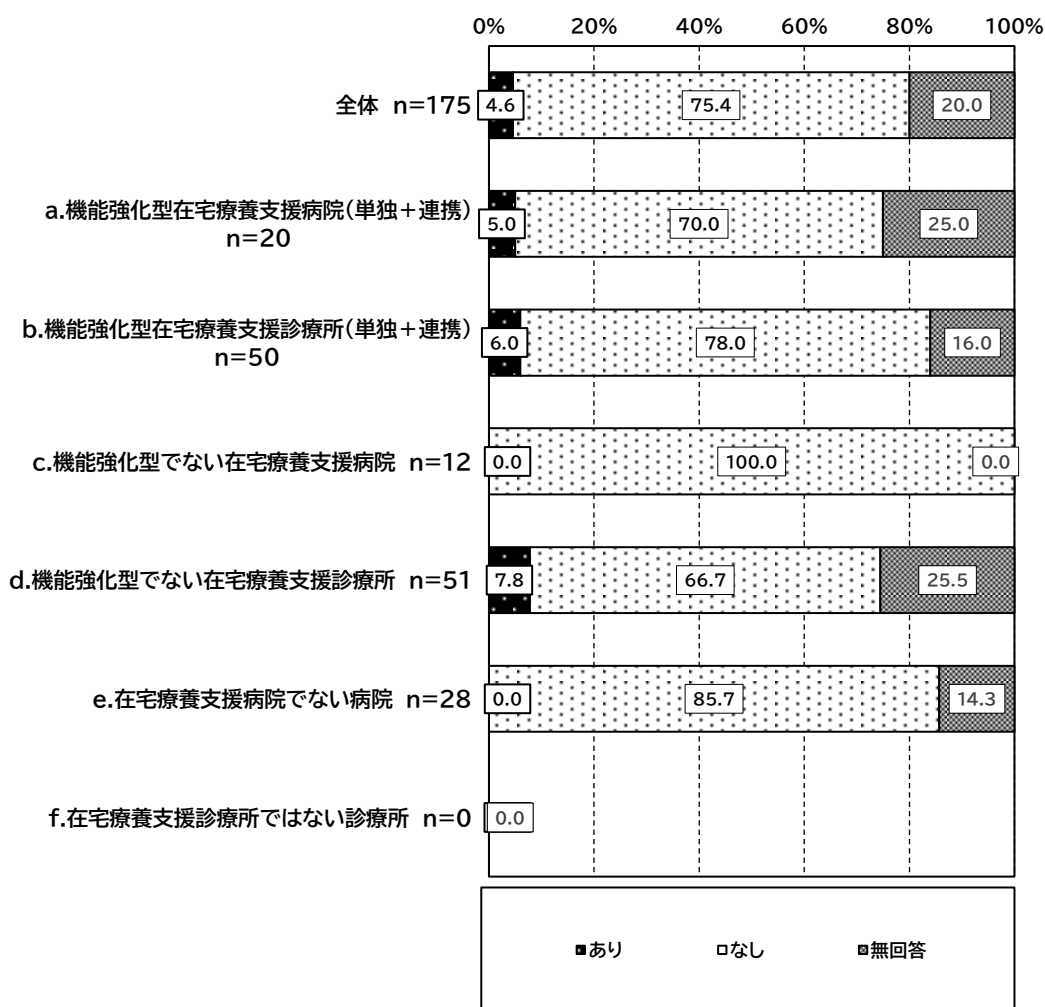 0% 20% 40% 60% 80% 100%
全体 n=175 4.6 75.4 20.0
a.機能強化型在宅療養支援病院(単独+連携)
n=20
5.0 70.0 25.0
b.機能強化型在宅療養支援診療所(単独+連携)
n=50
6.0 78.0 16.0
c.機能強化型でない在宅療養支援病院 n=12 0.0 100.0 0.0
d.機能強化型でない在宅療養支援診療所 n=51 7.8 66.7 25.5
e.在宅療養支援病院でない病院 n=28 0.0 85.7 14.3
f.在宅療養支援診療所ではない診療所 n=0 0.0
あり なし 無回答